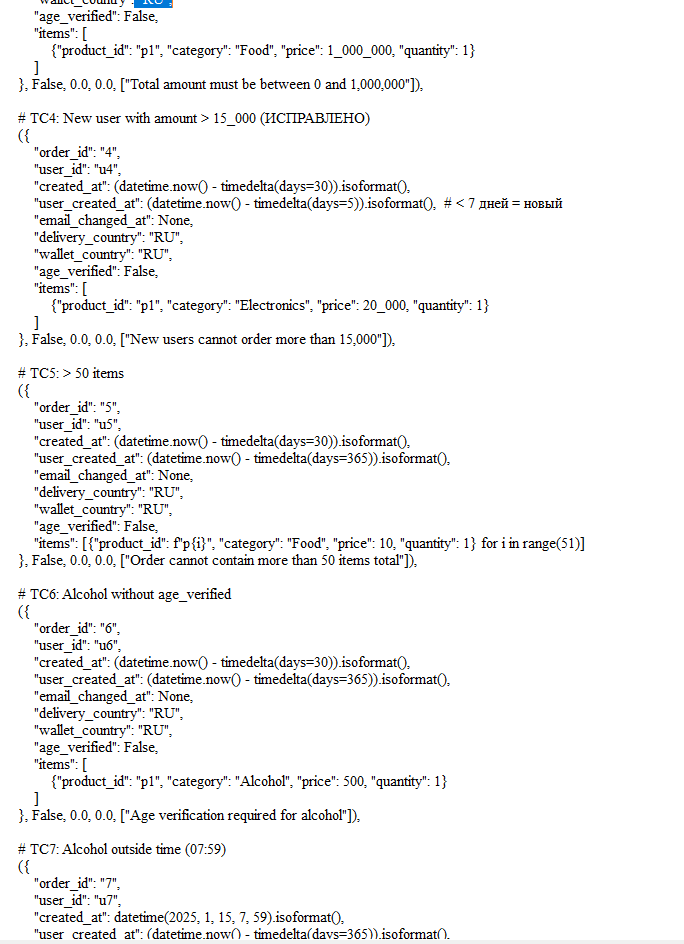 "wallet_country": "RU",
"age_verified": False,
"items": [
{"product_id": "p1", "category": "Food", "price": 1_000_000, "quantity": 1}
]
}, False, 0.0, 0.0, ["Total amount must be between 0 and 1,000,000"]),
# TC4: New user with amount > 15_000 (ИСПРАВЛЕНО)
({
"order_id": "4",
"user_id": "u4",
"created_at": (datetime.now() - timedelta(days=30)).isoformat(),
"user_created_at": (datetime.now() - timedelta(days=5)).isoformat(),  # < 7 дней = новый
"email_changed_at": None,
"delivery_country": "RU",
"wallet_country": "RU",
"age_verified": False,
"items": [
{"product_id": "p1", "category": "Electronics", "price": 20_000, "quantity": 1}
]
}, False, 0.0, 0.0, ["New users cannot order more than 15,000"]),
# TC5: > 50 items
({
"order_id": "5",
"user_id": "u5",
"created_at": (datetime.now() - timedelta(days=30)).isoformat(),
"user_created_at": (datetime.now() - timedelta(days=365)).isoformat(),
"email_changed_at": None,
"delivery_country": "RU",
"wallet_country": "RU",
"age_verified": False,
"items": [{"product_id": f"p{i}", "category": "Food", "price": 10, "quantity": 1} for i in range(51)]
}, False, 0.0, 0.0, ["Order cannot contain more than 50 items total"]),
# TC6: Alcohol without age_verified
({
"order_id": "6",
"user_id": "u6",
"created_at": (datetime.now() - timedelta(days=30)).isoformat(),
"user_created_at": (datetime.now() - timedelta(days=365)).isoformat(),
"email_changed_at": None,
"delivery_country": "RU",
"wallet_country": "RU",
"age_verified": False,
"items": [
{"product_id": "p1", "category": "Alcohol", "price": 500, "quantity": 1}
]
}, False, 0.0, 0.0, ["Age verification required for alcohol"]),
# TC7: Alcohol outside time (07:59)
({
"order_id": "7",
"user_id": "u7",
"created_at": datetime(2025, 1, 15, 7, 59).isoformat(),
"user_created_at": (datetime.now() - timedelta(days=365)).isoformat(),